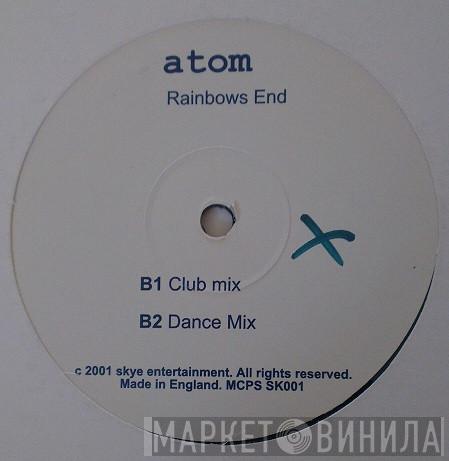 atom
Rainbows End
X
B1 Club mix
B2 Dance Mix
c 2001 skye entertainment. All rights reserved.
Made in England. MCPS SK001
МАРКЕТ ВИНИЛА